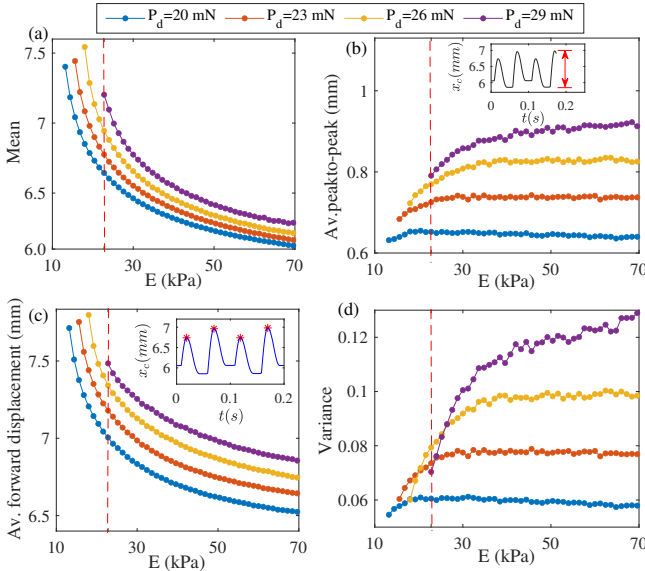 P_d=20 mN P_d=23 mN P_d=26 mN P_d=29 mN
(a)
7.5
7
6.5
6.0
Mean
10 30 50 70
E (kPa)
(b)
1
0.8
0.6
Av.peakto-peak (mm)
10 30 50 70
E (kPa)
x_c(mm)
7
6.5
6
0 0.1 0.2
t(s)
(c)
7.5
7
6.5
Av. forward displacement (mm)
10 30 50 70
E (kPa)
x_c(mm)
7
6
5
0 0.1 0.2
t(s)
(d)
0.12
0.1
0.08
0.06
Variance
10 30 50 70
E (kPa)